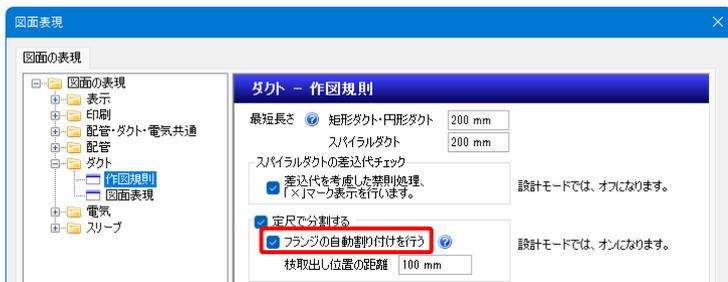 図面表現
図面の表現
図面の表現
表示
印刷
配管・ダクト・電気共通
配管
ダクト
作図規則
図面表現
電気
スリーブ
ダクト － 作図規則
最短長さ 矩形ダクト・円形ダクト 200 mm
スパイラルダクト 200 mm
スパイラルダクトの差込代チェック
差込代を考慮した禁則処理、
「×」マーク表示を行います。
設計モードでは、オフになります。
定尺で分割する
フランジの自動割り付けを行う
設計モードでは、オンになります。
枝取出し位置の距離 100 mm